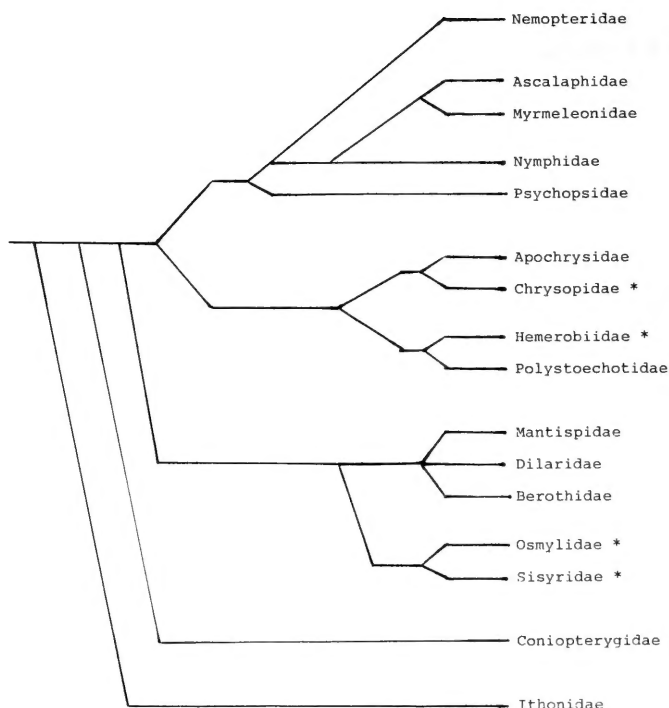 Nemopteridae
Ascalaphidae
Myrmeleonidae
Nymphidae
Psychopsidae
Apochrysidae
Chrysopidae *
Hemerobiidae *
Polystoechotidae
Mantispidae
Dilaridae
Berothidae
Osmylidae *
Sisyridae *
Coniopterygidae
Ithonidae